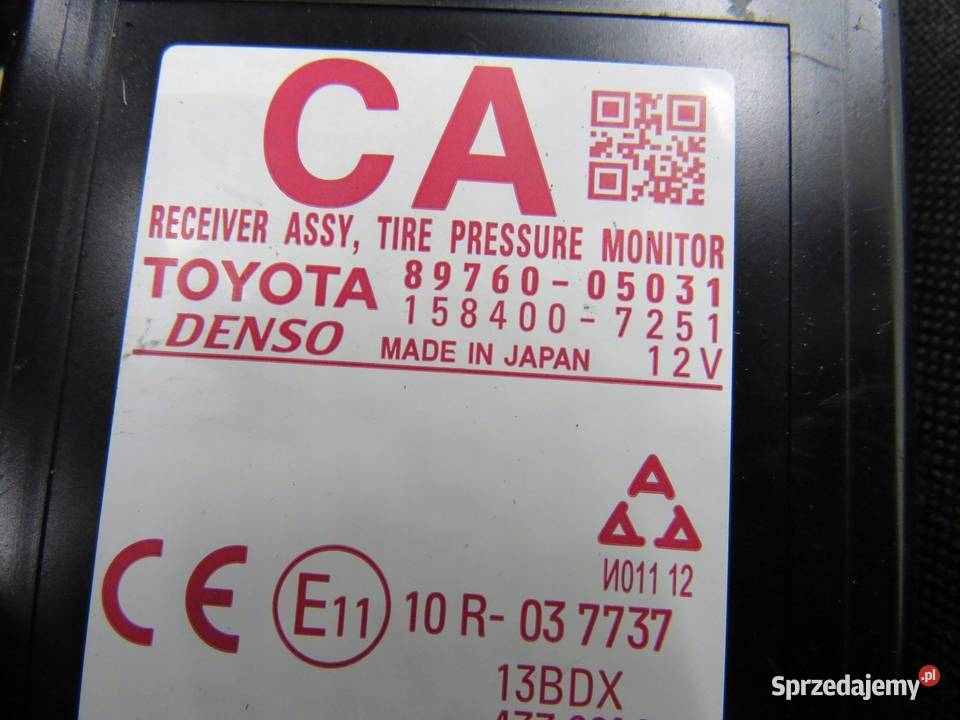 CA
RECEIVER ASSY, TIRE PRESSURE MONITOR
TOYOTA 89760-05031
158400-7251
DENSO MADE IN JAPAN 12V
И011 12
CE E11 10 R- 03 7737
13BDX
Sprzedajemy.pl